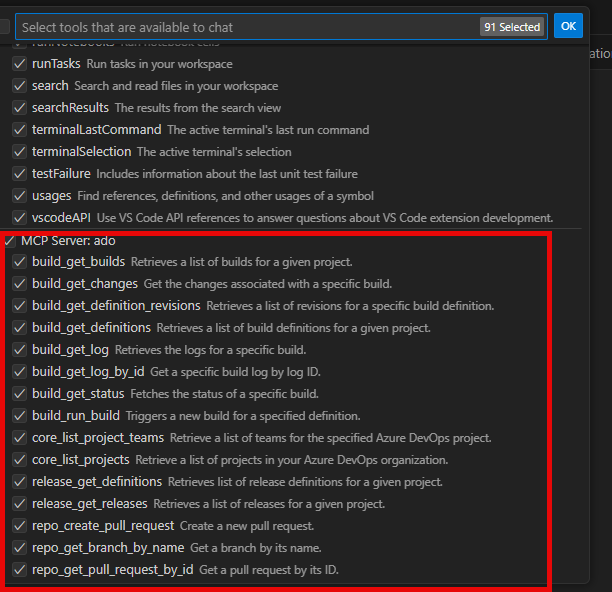 Select tools that are available to chat
91 Selected
OK
runNotebooks Run notebook cells
atio
runTasks Run tasks in your workspace
search Search and read files in your workspace
searchResults The results from the search view
terminalLastCommand The active terminal's last run command
terminalSelection The active terminal's selection
testFailure Includes information about the last unit test failure
usages Find references, definitions, and other usages of a symbol
vscodeAPI Use VS Code API references to answer questions about VS Code extension development.
MCP Server: ado
build_get_builds Retrieves a list of builds for a given project.
build_get_changes Get the changes associated with a specific build.
build_get_definition_revisions Retrieves a list of revisions for a specific build definition.
build_get_definitions Retrieves a list of build definitions for a given project.
build_get_log Retrieves the logs for a specific build.
build_get_log_by_id Get a specific build log by log ID.
build_get_status Fetches the status of a specific build.
build_run_build Triggers a new build for a specified definition.
core_list_project_teams Retrieve a list of teams for the specified Azure DevOps project.
core_list_projects Retrieve a list of projects in your Azure DevOps organization.
release_get_definitions Retrieves list of release definitions for a given project.
release_get_releases Retrieves a list of releases for a given project.
repo_create_pull_request Create a new pull request.
repo_get_branch_by_name Get a branch by its name.
repo_get_pull_request_by_id Get a pull request by its ID.